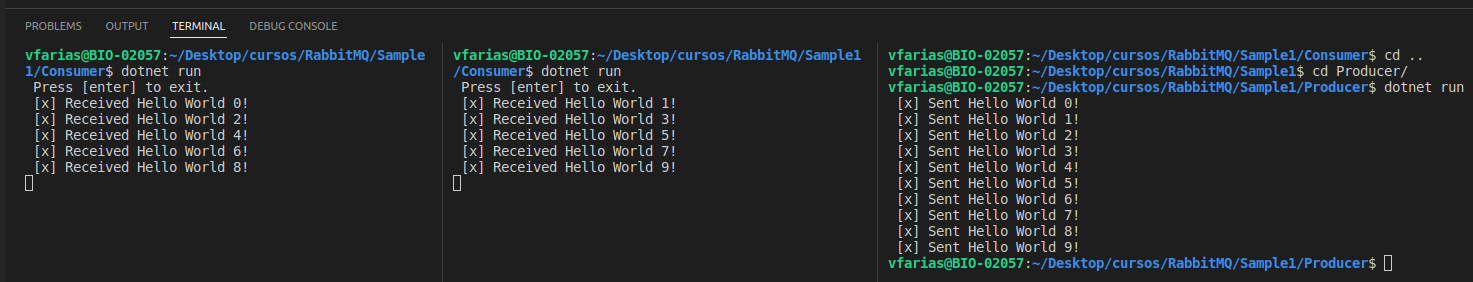 PROBLEMS OUTPUT TERMINAL DEBUG CONSOLE
vfarias@BIO-02057:~/Desktop/cursos/RabbitMQ/Sample
1/Consumer$ dotnet run
Press [enter] to exit.
[x] Received Hello World 0!
[x] Received Hello World 2!
[x] Received Hello World 4!
[x] Received Hello World 6!
[x] Received Hello World 8!
vfarias@BIO-02057:~/Desktop/cursos/RabbitMQ/Sample1
/Consumer$ dotnet run
Press [enter] to exit.
[x] Received Hello World 1!
[x] Received Hello World 3!
[x] Received Hello World 5!
[x] Received Hello World 7!
[x] Received Hello World 9!
vfarias@BIO-02057:~/Desktop/cursos/RabbitMQ/Sample1/Consumer$ cd ..
vfarias@BIO-02057:~/Desktop/cursos/RabbitMQ/Sample1$ cd Producer/
vfarias@BIO-02057:~/Desktop/cursos/RabbitMQ/Sample1/Producer$ dotnet run
[x] Sent Hello World 0!
[x] Sent Hello World 1!
[x] Sent Hello World 2!
[x] Sent Hello World 3!
[x] Sent Hello World 4!
[x] Sent Hello World 5!
[x] Sent Hello World 6!
[x] Sent Hello World 7!
[x] Sent Hello World 8!
[x] Sent Hello World 9!
vfarias@BIO-02057:~/Desktop/cursos/RabbitMQ/Sample1/Producer$